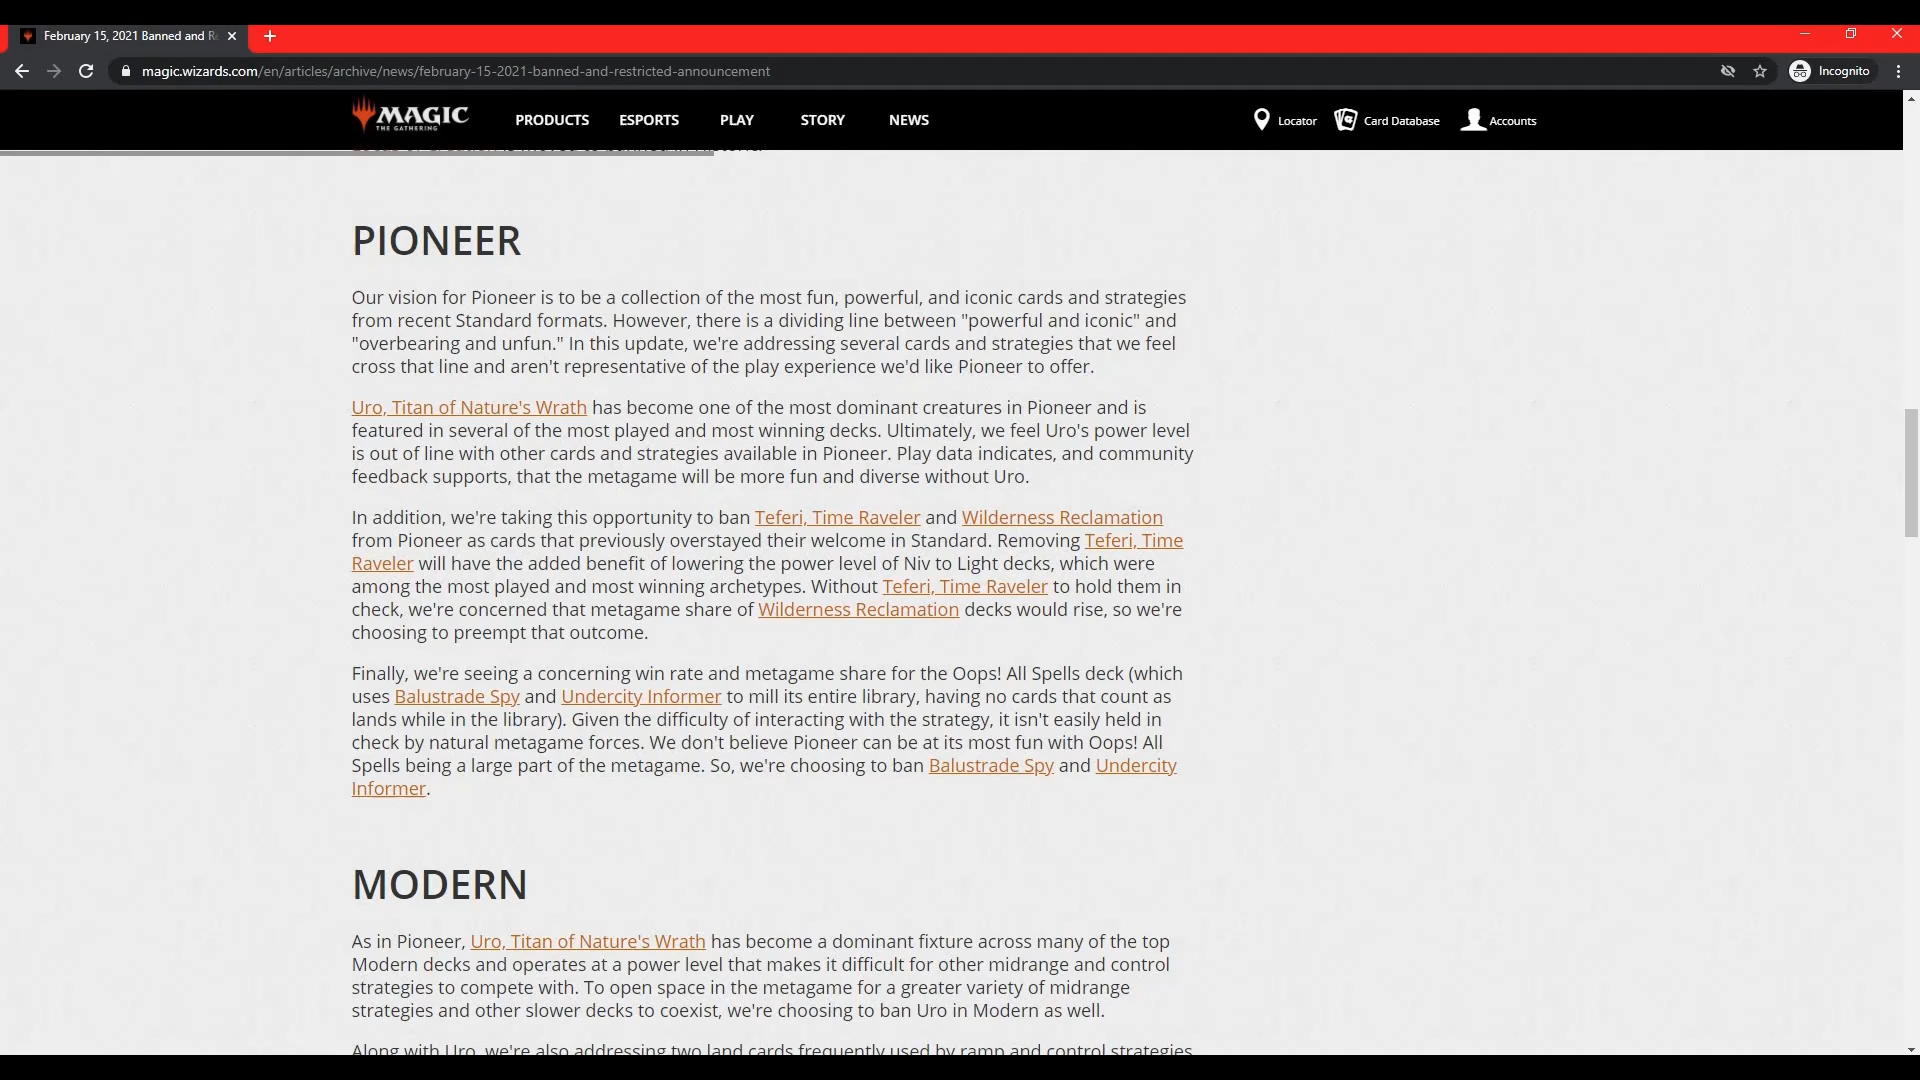 February 15, 2021 Banned and R
magic.wizards.com/en/articles/archive/news/february-15-2021-banned-and-restricted-announcement
Incognito
MAGIC
THE GATHERING
PRODUCTS
ESPORTS
PLAY
STORY
NEWS
Locator
Card Database
Accounts
PIONEER
Our vision for Pioneer is to be a collection of the most fun, powerful, and iconic cards and strategies
from recent Standard formats. However, there is a dividing line between "powerful and iconic" and
"overbearing and unfun." In this update, we're addressing several cards and strategies that we feel
cross that line and aren't representative of the play experience we'd like Pioneer to offer.
Uro, Titan of Nature's Wrath has become one of the most dominant creatures in Pioneer and is
featured in several of the most played and most winning decks. Ultimately, we feel Uro's power level
is out of line with other cards and strategies available in Pioneer. Play data indicates, and community
feedback supports, that the metagame will be more fun and diverse without Uro.
In addition, we're taking this opportunity to ban Teferi, Time Raveler and Wilderness Reclamation
from Pioneer as cards that previously overstayed their welcome in Standard. Removing Teferi, Time
Raveler will have the added benefit of lowering the power level of Niv to Light decks, which were
among the most played and most winning archetypes. Without Teferi, Time Raveler to hold them in
check, we're concerned that metagame share of Wilderness Reclamation decks would rise, so we're
choosing to preempt that outcome.
Finally, we're seeing a concerning win rate and metagame share for the Oops! All Spells deck (which
uses Balustrade Spy and Undercity Informer to mill its entire library, having no cards that count as
lands while in the library). Given the difficulty of interacting with the strategy, it isn't easily held in
check by natural metagame forces. We don't believe Pioneer can be at its most fun with Oops! All
Spells being a large part of the metagame. So, we're choosing to ban Balustrade Spy and Undercity
Informer.
MODERN
As in Pioneer, Uro, Titan of Nature's Wrath has become a dominant fixture across many of the top
Modern decks and operates at a power level that makes it difficult for other midrange and control
strategies to compete with. To open space in the metagame for a greater variety of midrange
strategies and other slower decks to coexist, we're choosing to ban Uro in Modern as well.
Along with Uro, we're also addressing two land cards frequently used by ramp and control strategies